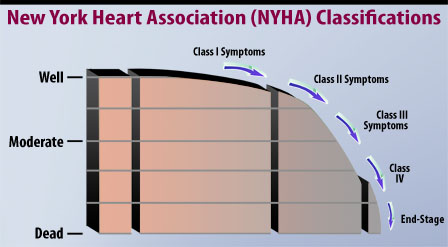 New York Heart Association (NYHA) Classifications
Class I Symptoms
Well
Class II Symptoms
Class III
Symptoms
Moderate
Class
IV
End-Stage
Dead